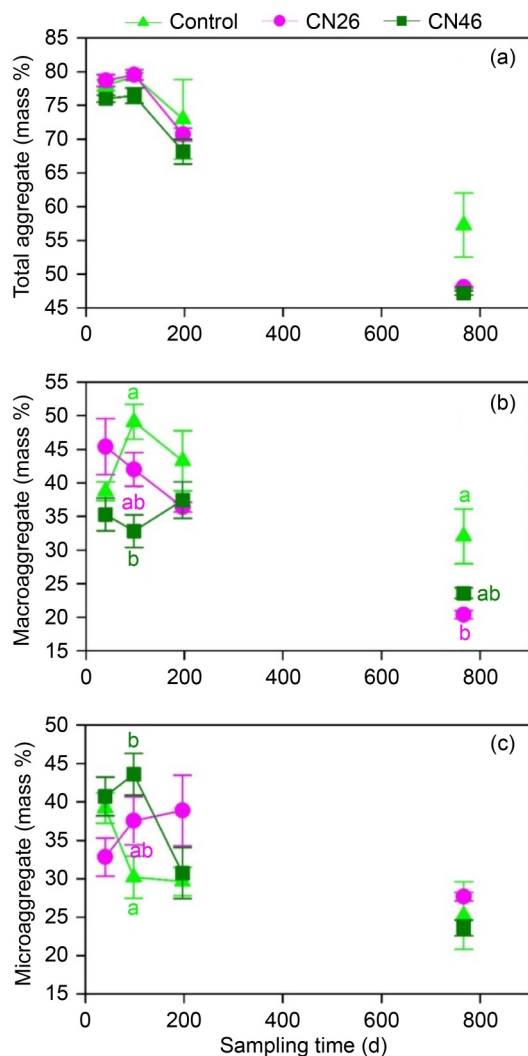 Control CN26 CN46
(a)
85
80
75
70
65
60
55
50
45
Total aggregate (mass %)
0 200 400 600 800
(b)
55
50
45
40
35
30
25
20
15
Macroaggregate (mass %)
a
ab
b
a
ab
b
0 200 400 600 800
(c)
50
45
40
35
30
25
20
15
Microaggregate (mass %)
b
ab
a
0 200 400 600 800
Sampling time (d)